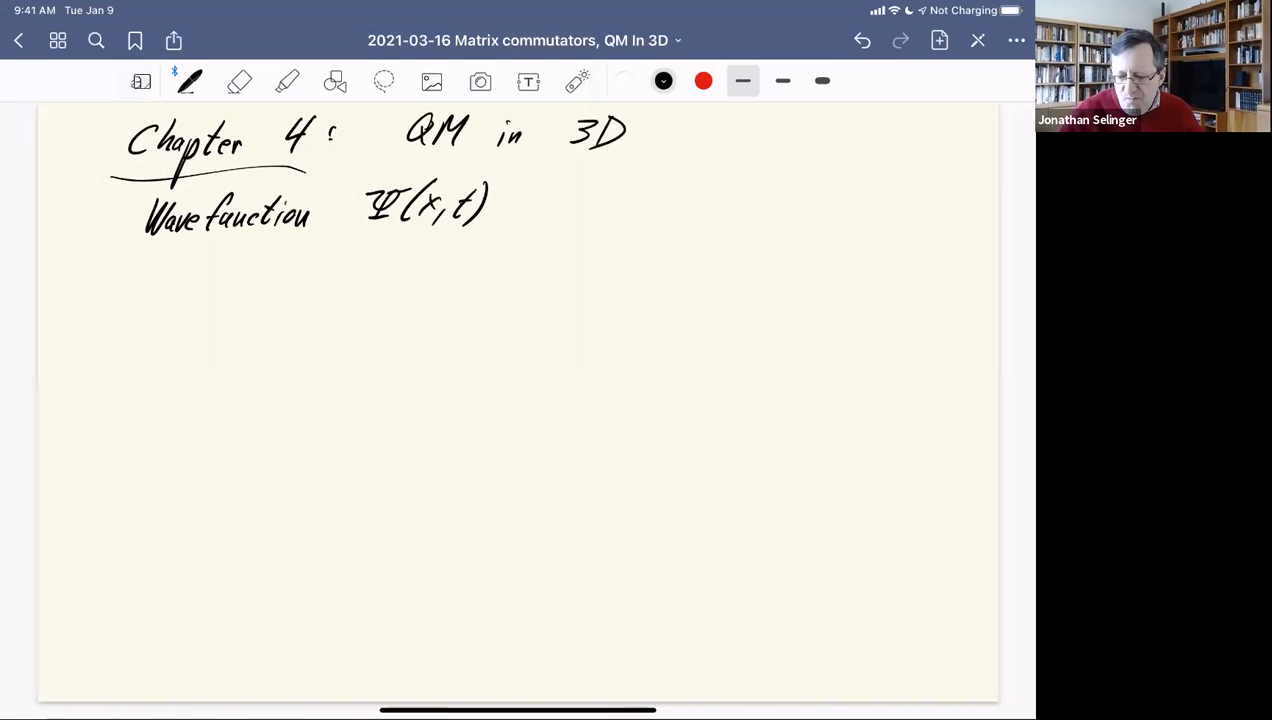 9:41 AM Tue Jan 9 Not Charging
2021-03-16 Matrix commutators, QM In 3D
T
Jonathan Selinger
Chapter 4: QM in 3D
Wavefunction Ψ(x,t)